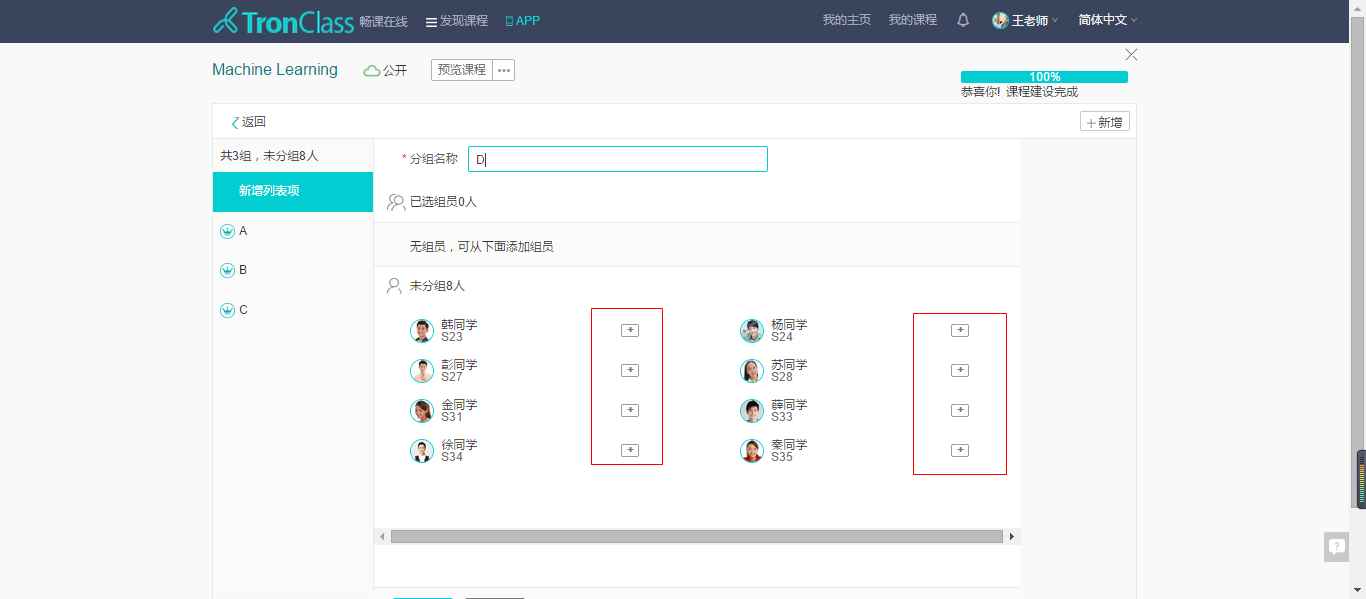 TronClass 畅课在线 发现课程 APP 我的主页 我的课程 王老师 简体中文
Machine Learning 公开 预览课程 ...
100%
恭喜你! 课程建设完成
返回 +新增
共3组，未分组8人
* 分组名称 D
新增列表项
已选组员0人
A
无组员，可从下面添加组员
B
未分组8人
C
韩同学 + 杨同学 +
S23 S24
彭同学 + 苏同学 +
S27 S28
金同学 + 薛同学 +
S31 S33
徐同学 + 秦同学 +
S34 S35
?